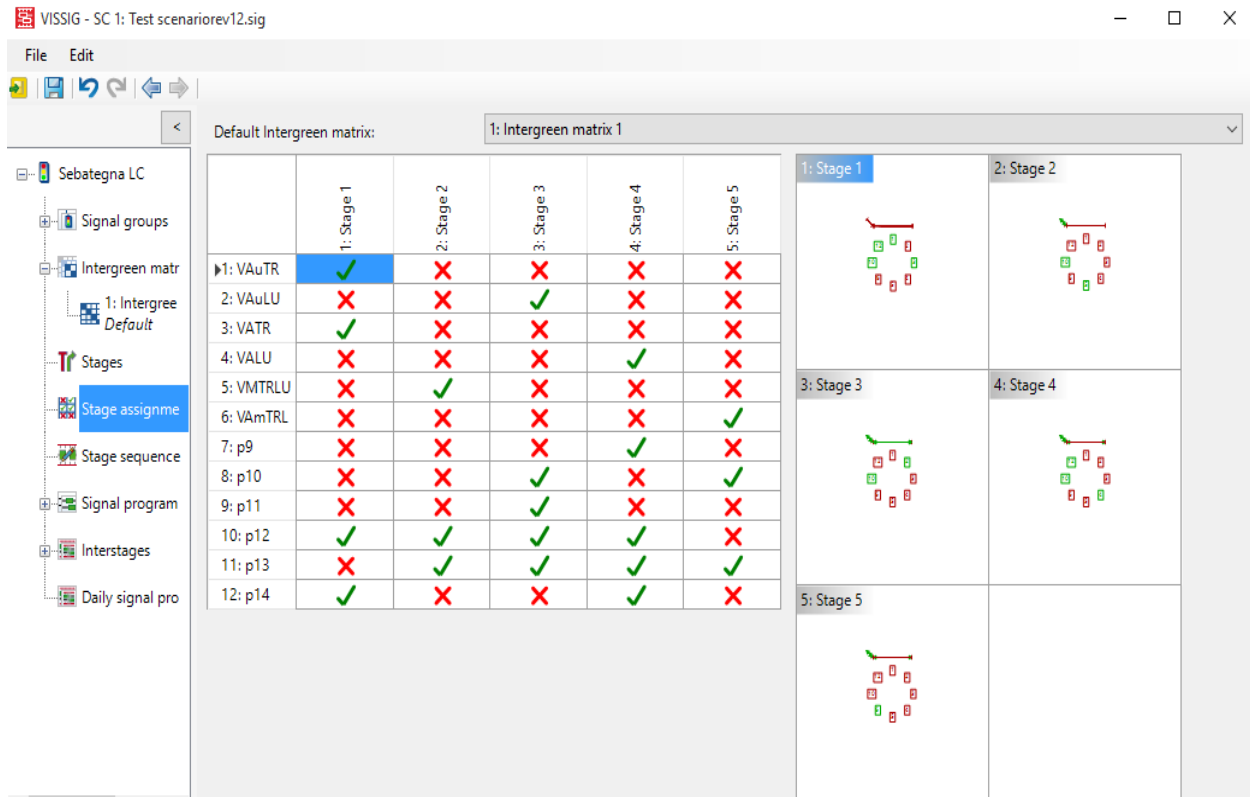 VISSIG - SC 1: Test scenariorev12.sig
File Edit
<
Default Intergreen matrix: 1: Intergreen matrix 1
Sebategna LC
Signal groups
Intergreen matr
1: Intergree
Default
Stages
Stage assignme
Stage sequence
Signal program
Interstages
Daily signal pro
1: Stage 1 2: Stage 2 3: Stage 3 4: Stage 4 5: Stage 5
1: VAuTR
2: VAuLU
3: VATR
4: VALU
5: VMTRLU
6: VAmTRL
7: p9
8: p10
9: p11
10: p12
11: p13
12: p14
1: Stage 1
2: Stage 2
3: Stage 3
4: Stage 4
5: Stage 5